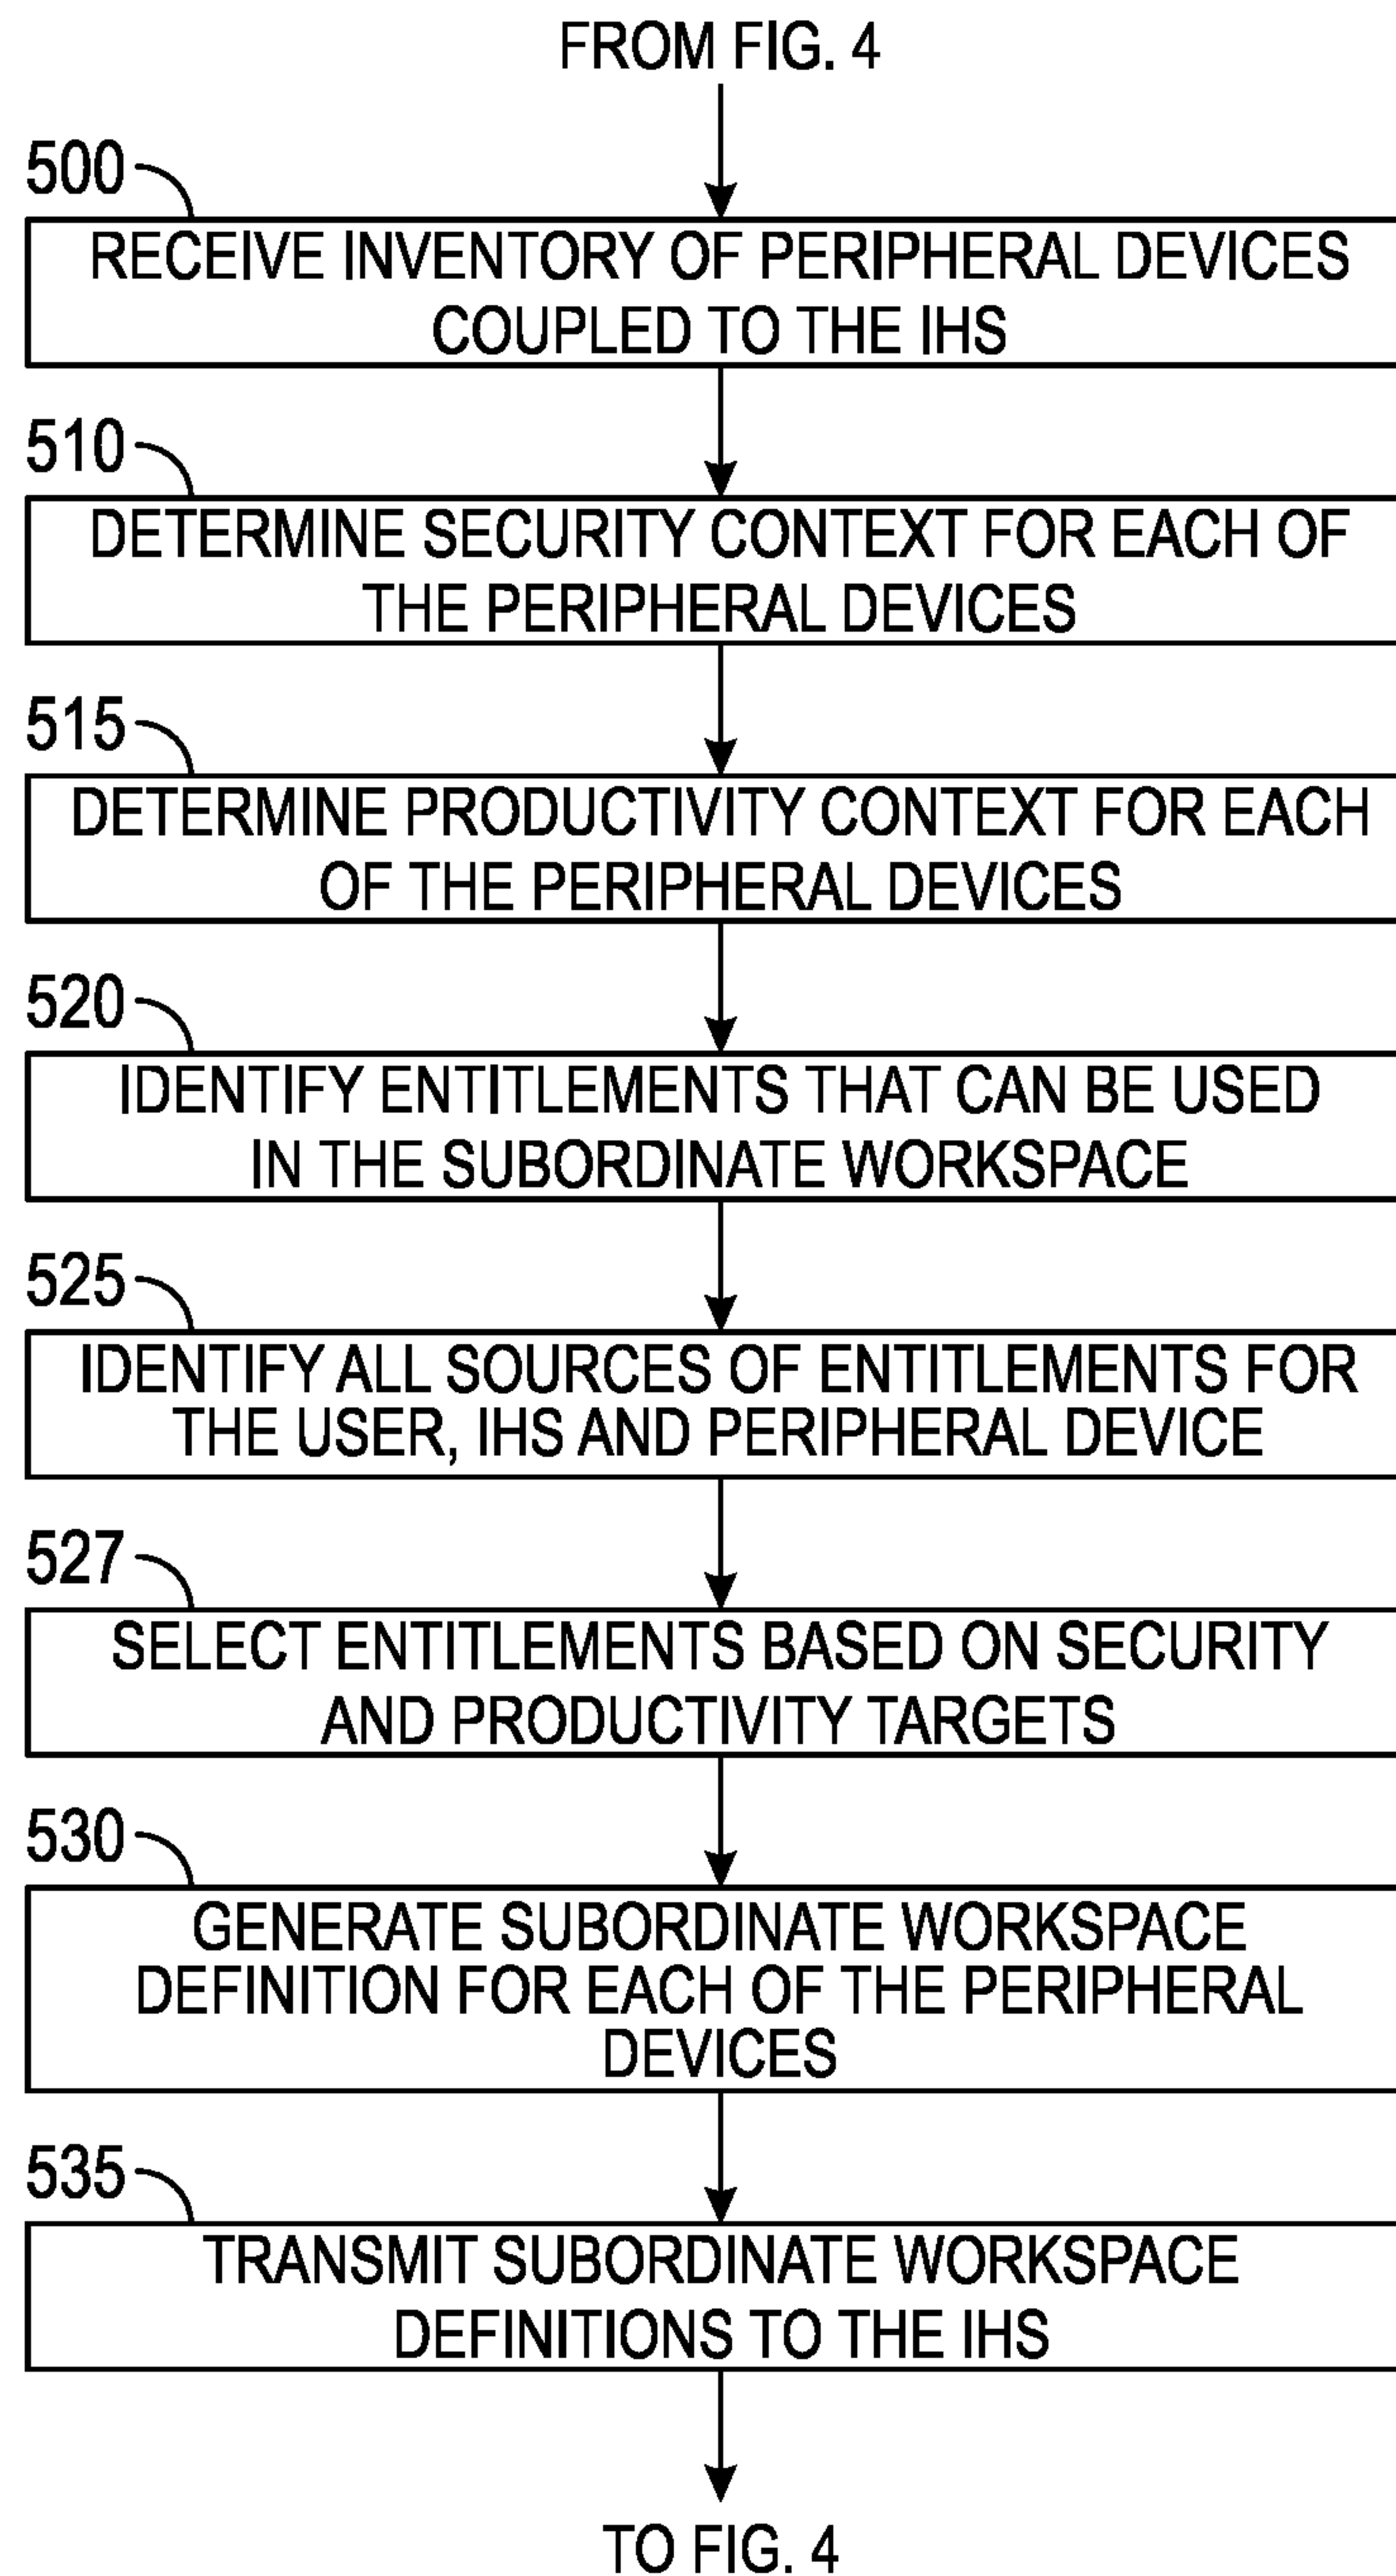 FROM FIG. 4
500
RECEIVE INVENTORY OF PERIPHERAL DEVICES
COUPLED TO THE IHS
510
DETERMINE SECURITY CONTEXT FOR EACH OF
THE PERIPHERAL DEVICES
515
DETERMINE PRODUCTIVITY CONTEXT FOR EACH
OF THE PERIPHERAL DEVICES
520
IDENTIFY ENTITLEMENTS THAT CAN BE USED
IN THE SUBORDINATE WORKSPACE
525
IDENTIFY ALL SOURCES OF ENTITLEMENTS FOR
THE USER, IHS AND PERIPHERAL DEVICE
527
SELECT ENTITLEMENTS BASED ON SECURITY
AND PRODUCTIVITY TARGETS
530
GENERATE SUBORDINATE WORKSPACE
DEFINITION FOR EACH OF THE PERIPHERAL
DEVICES
535
TRANSMIT SUBORDINATE WORKSPACE
DEFINITIONS TO THE IHS
TO FIG. 4